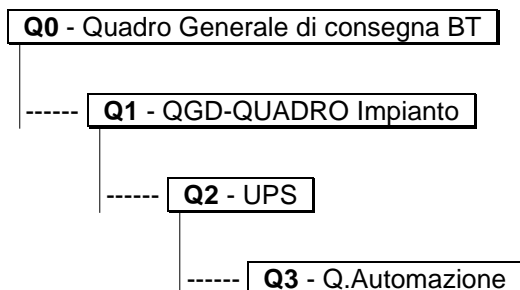 Q0 - Quadro Generale di consegna BT
------ Q1 - QGD-QUADRO Impianto
------ Q2 - UPS
------ Q3 - Q.Automazione